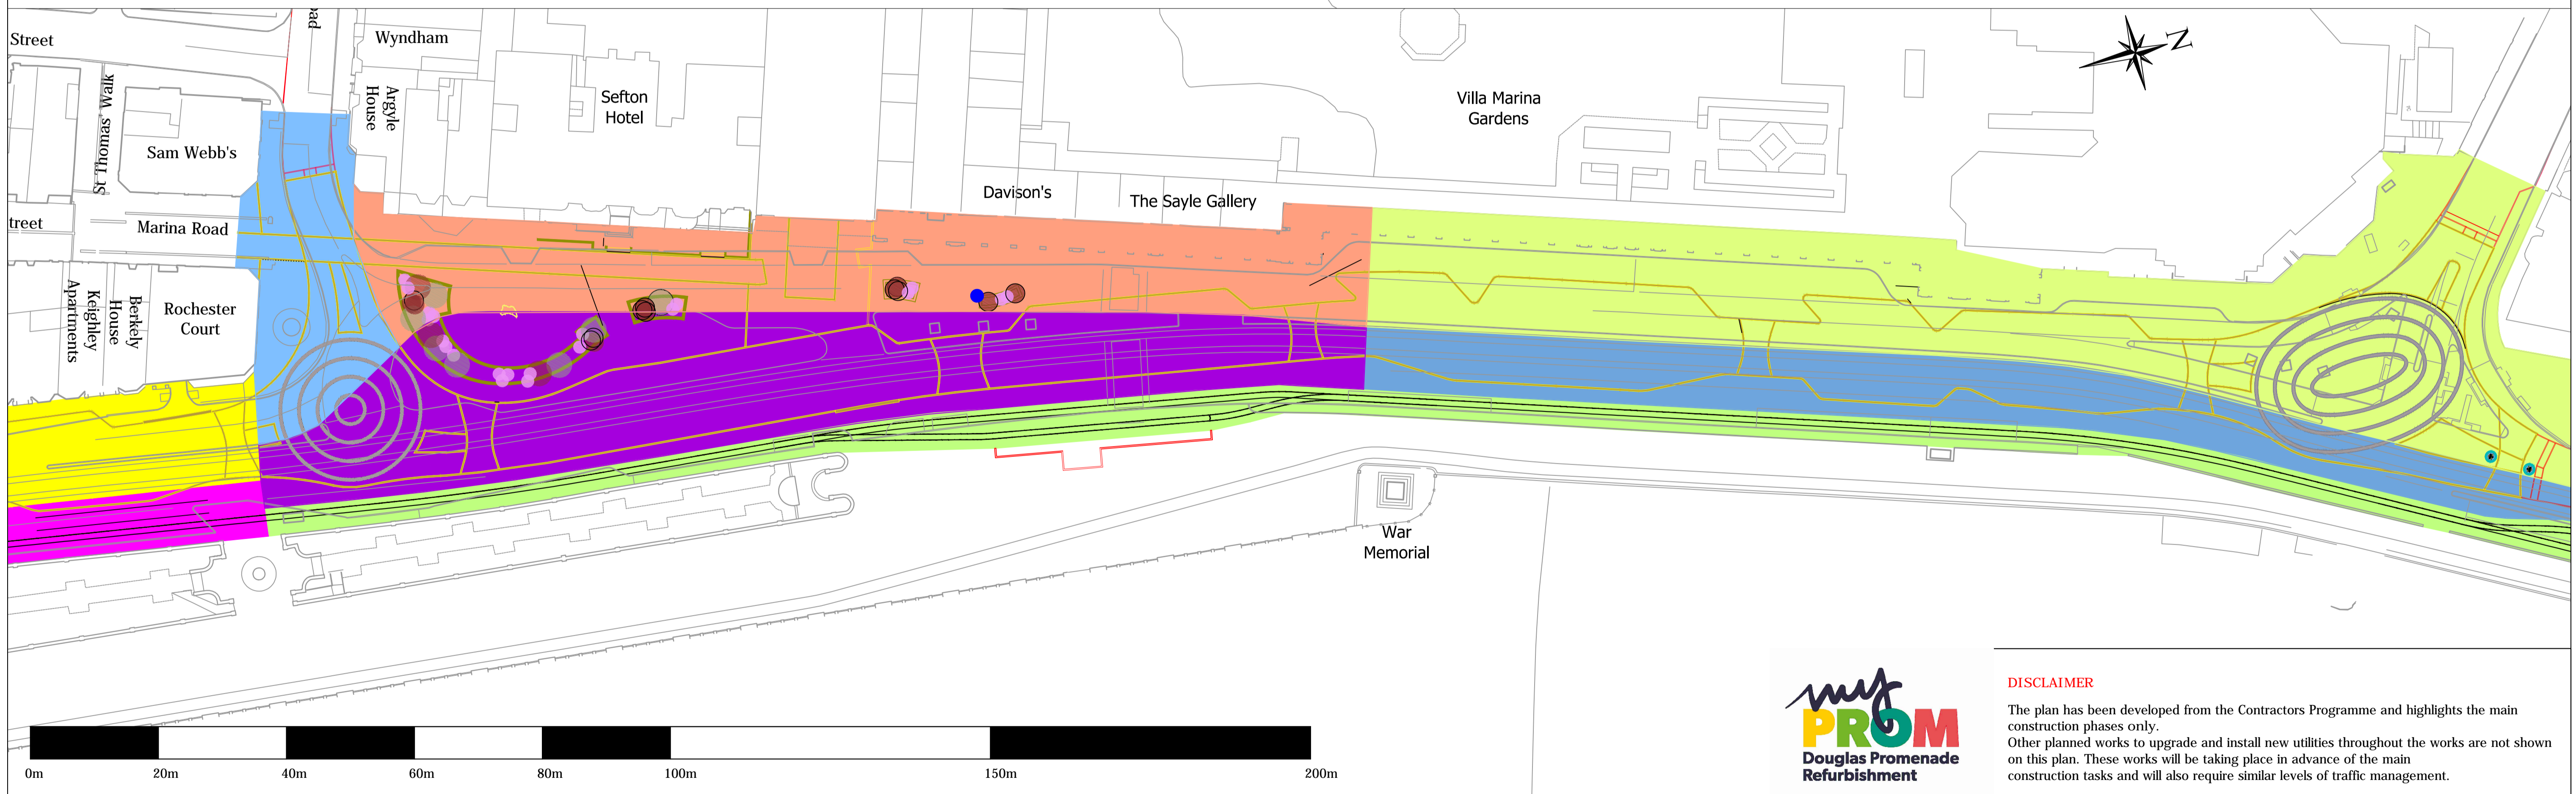 Street
oad
Wyndham
St Thomas Walk
Argyle
House
Sefton
Hotel
Sam Webb's
Villa Marina
Gardens
N
Davison's
The Sayle Gallery
treet
Marina Road
Apartments
Keighley
House
Berkely
Rochester
Court
War
Memorial
my
PROM
Douglas Promenade
Refurbishment
DISCLAIMER
The plan has been developed from the Contractors Programme and highlights the main
construction phases only.
Other planned works to upgrade and install new utilities throughout the works are not shown
on this plan. These works will be taking place in advance of the main
construction tasks and will also require similar levels of traffic management.
0m 20m 40m 60m 80m 100m 150m 200m